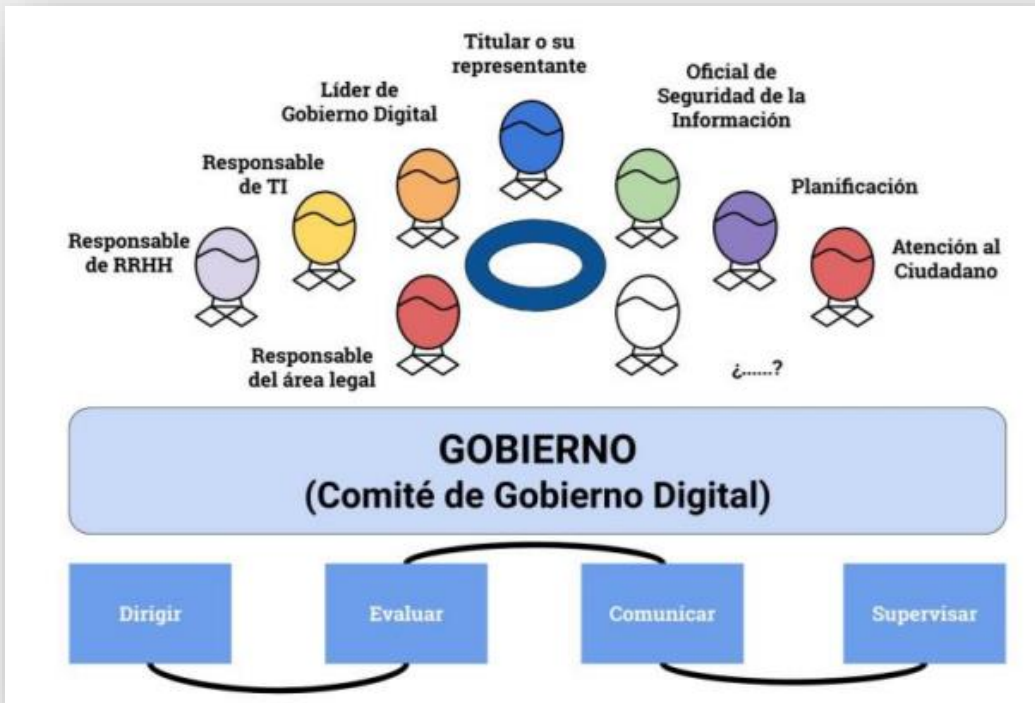 Titular o su
representante
Líder de
Gobierno Digital
Oficial de
Seguridad de la
Información
Responsable
de TI
Planificación
Responsable
de RRHH
Atención al
Ciudadano
Responsable
del área legal
¿......?
GOBIERNO
(Comité de Gobierno Digital)
Dirigir
Evaluar
Comunicar
Supervisar